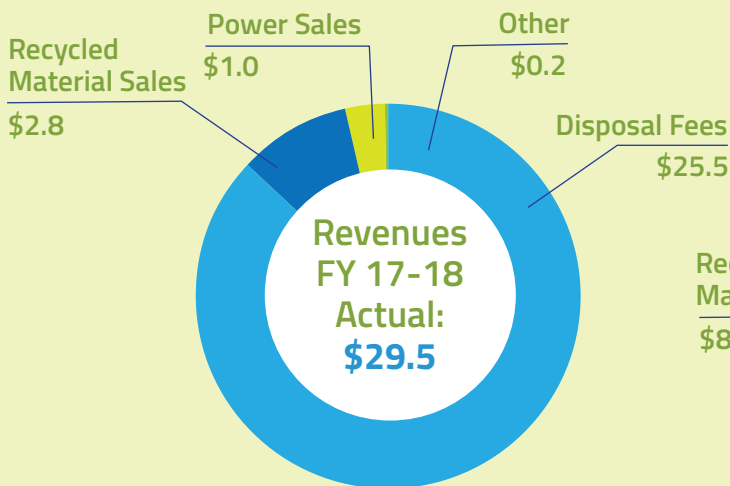 Power Sales
$1.0
Other
$0.2
Recycled
Material Sales
$2.8
Disposal Fees
$25.5
Revenues
FY 17-18
Actual:
$29.5